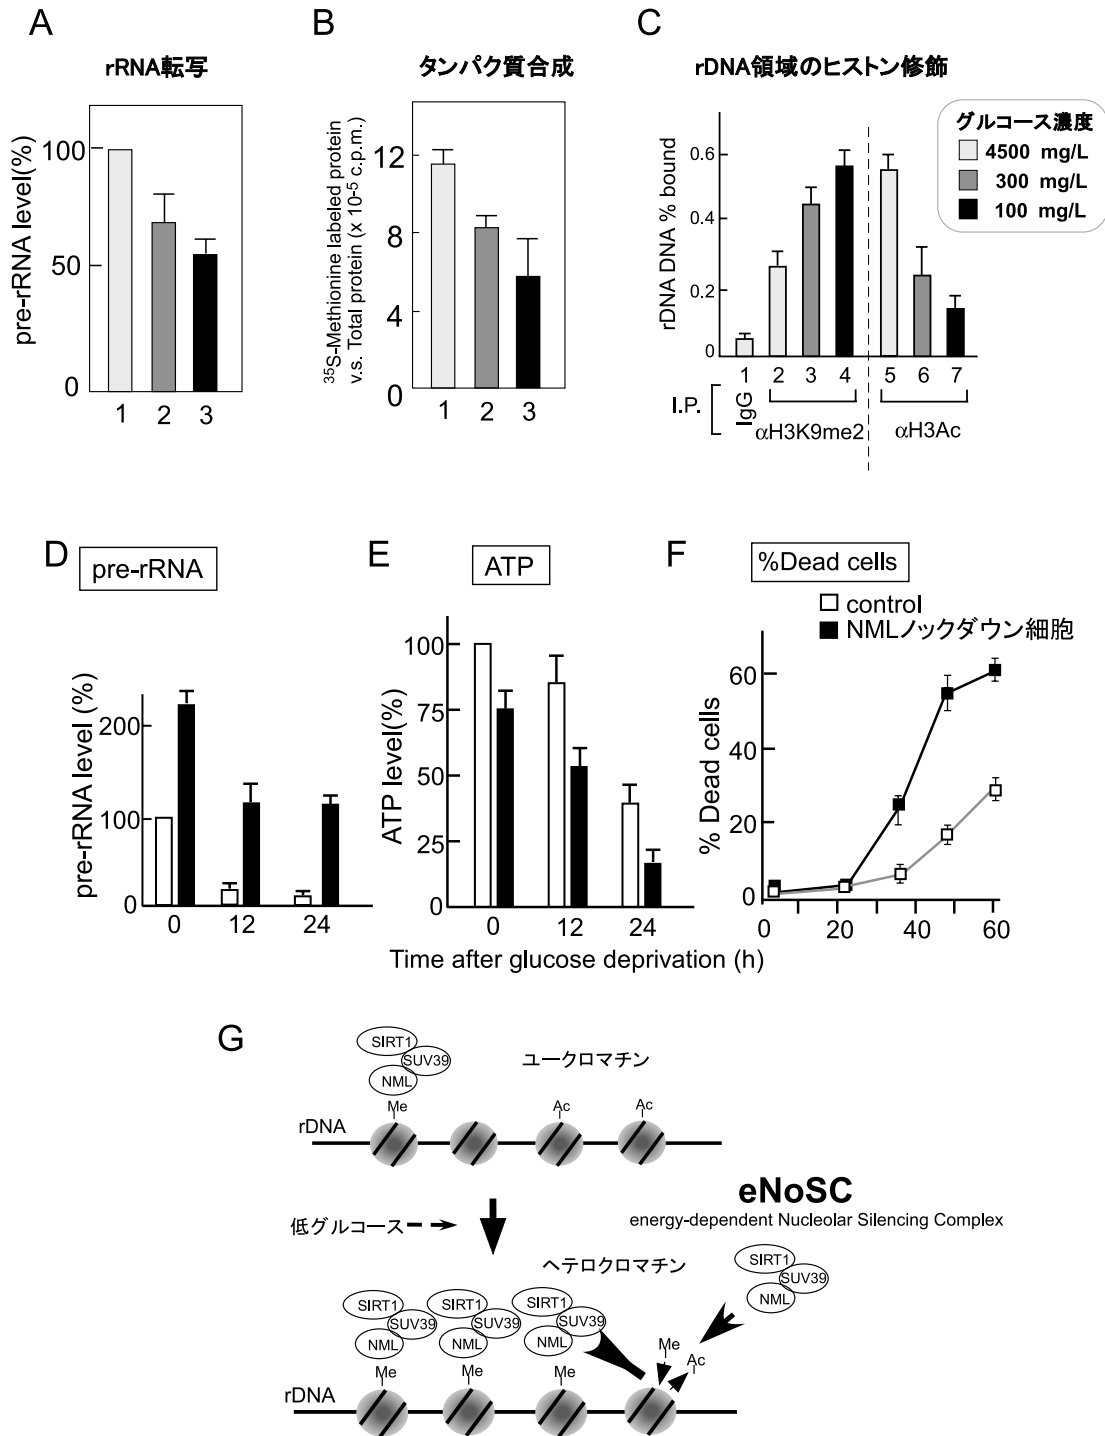 A
rRNA転写
pre-rRNA level(%)
100
50
0
1 2 3
B
タンパク質合成
³⁵S-Methionine labeled protein
v.s. Total protein (x 10⁻⁵ c.p.m.)
12
8
4
0
1 2 3
C
rDNA領域のヒストン修飾
rDNA DNA % bound
0.6
0.4
0.2
0
1 2 3 4 5 6 7
I.P.
IgG
αH3K9me2
αH3Ac
グルコース濃度
4500 mg/L
300 mg/L
100 mg/L
D
pre-rRNA
pre-rRNA level (%)
200
100
0
0 12 24
E
ATP
ATP level(%)
100
75
50
25
0
0 12 24
Time after glucose deprivation (h)
F
%Dead cells
control
NMLノックダウン細胞
% Dead cells
60
40
20
0
0 20 40 60
G
SIRT1
SUV39
NML
ユークロマチン
Me
Ac
Ac
rDNA
eNoSC
energy-dependent Nucleolar Silencing Complex
低グルコース
ヘテロクロマチン
SIRT1
SUV39
NML
SIRT1
SUV39
NML
SIRT1
SUV39
NML
SIRT1
SUV39
NML
Me
Me
Me
Me
Ac
rDNA